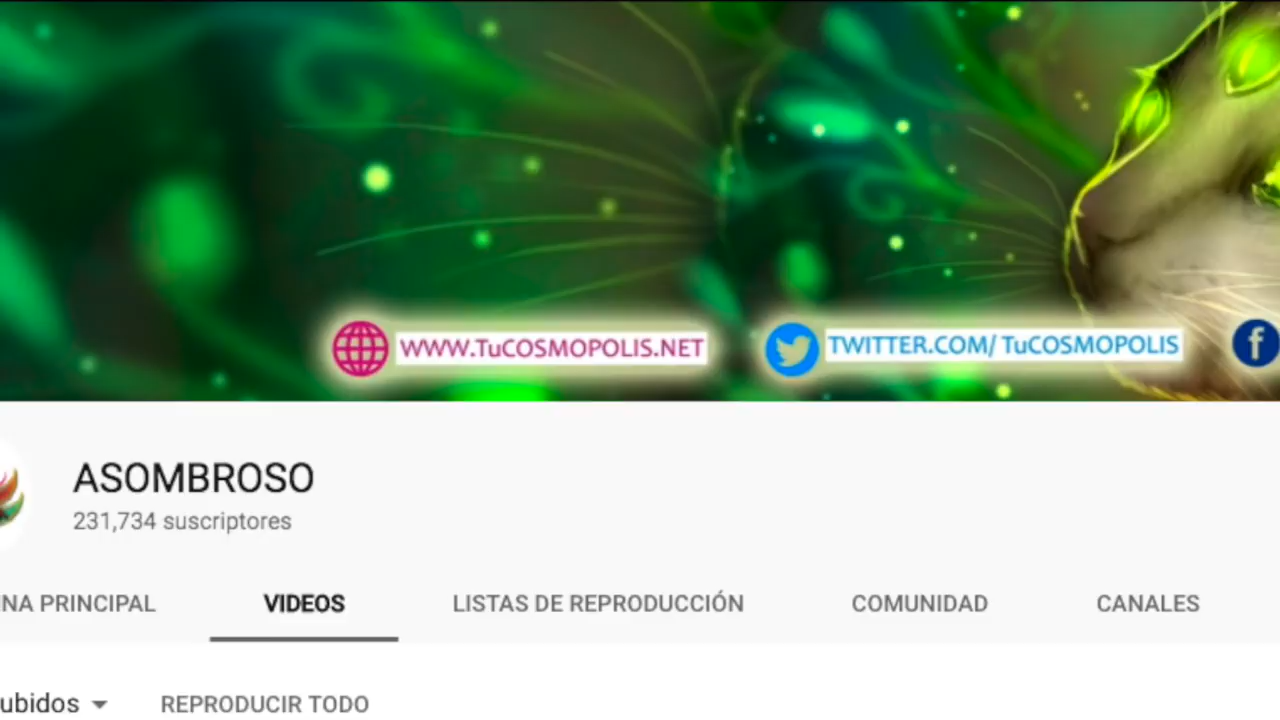 WWW.TuCOSMOPOLIS.NET
TWITTER.COM/ TuCOSMOPOLIS
f
ASOMBROSO
231,734 suscriptores
INA PRINCIPAL
VIDEOS
LISTAS DE REPRODUCCIÓN
COMUNIDAD
CANALES
ubidos
REPRODUCIR TODO